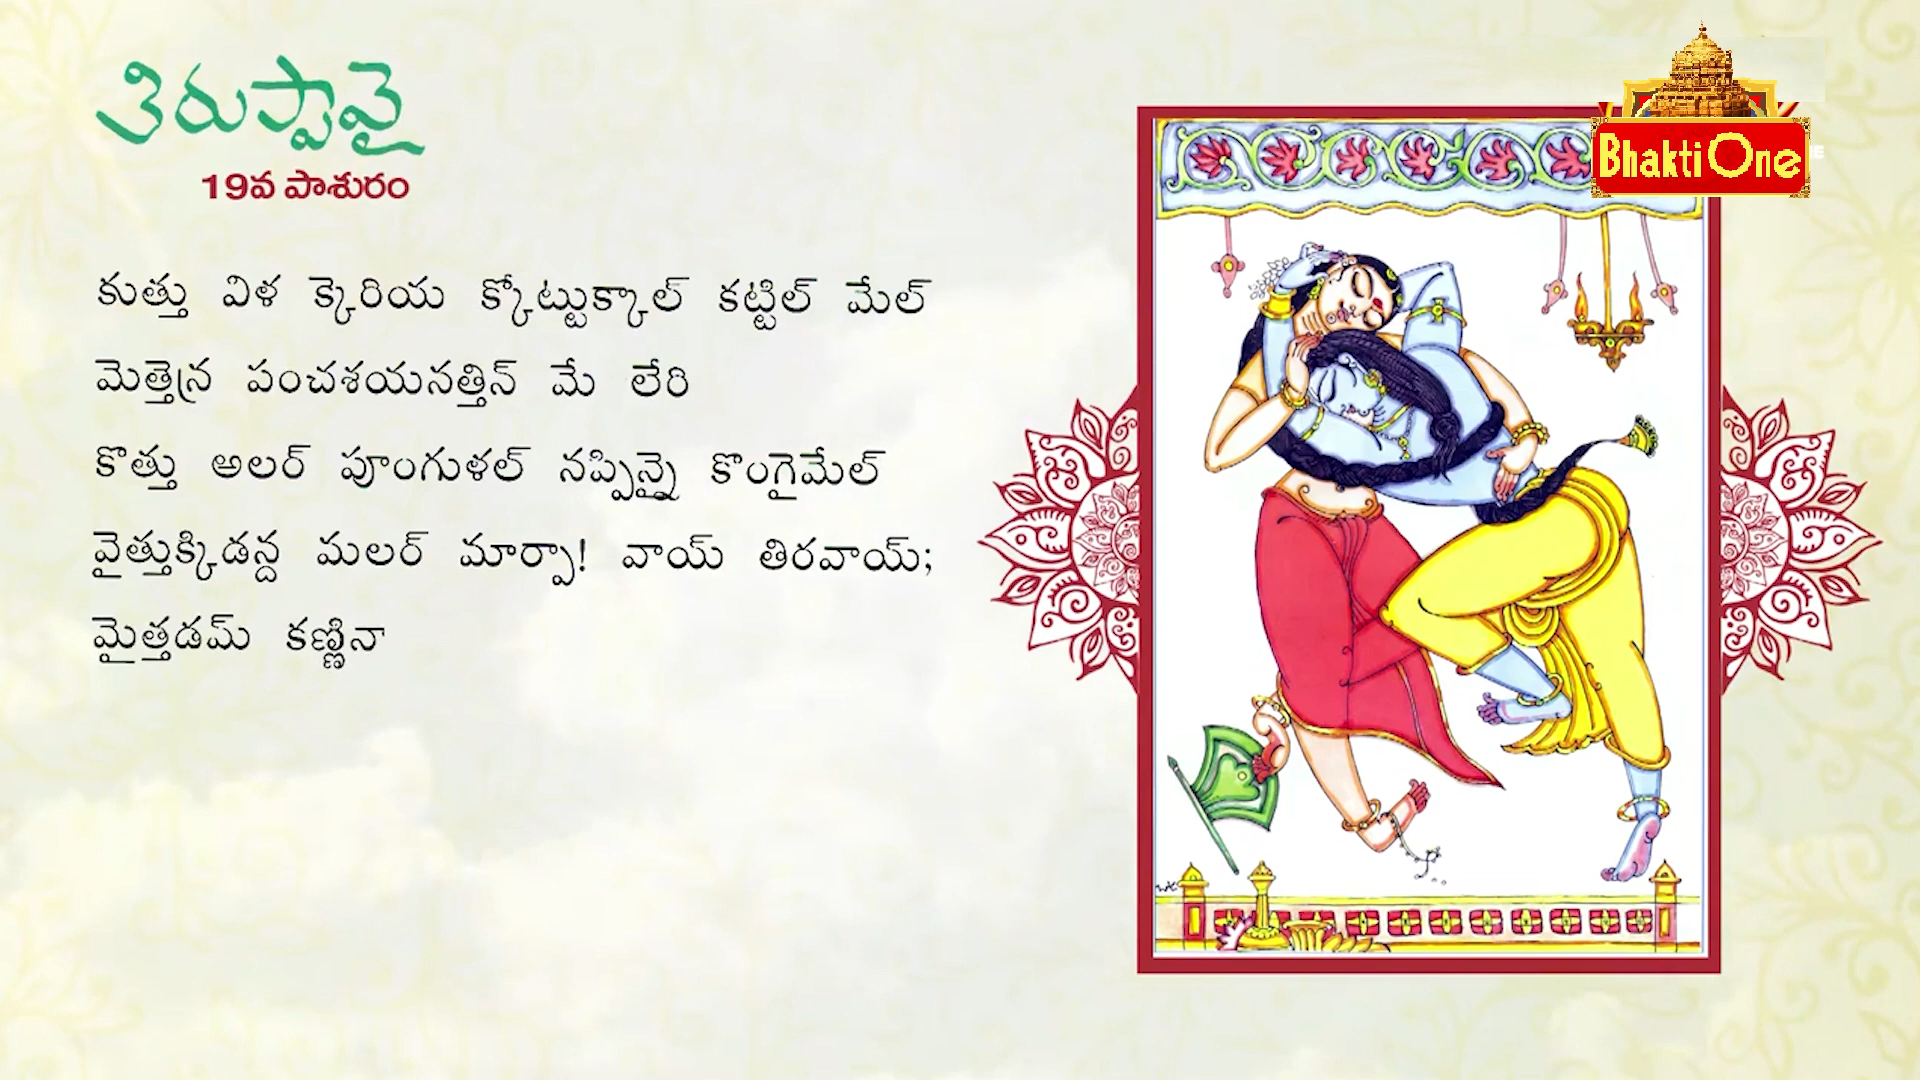 తిరుప్పావై
19వ పాశురం
కుత్తు విళ క్కెరియ క్కోట్టుక్కాల్ కట్టిల్ మేల్
మెత్తెన్ర పంచశయనత్తిన్ మే లేరి
కొత్తు అలర్ పూంగుళల్ నప్పిన్నై కొంగైమేల్
వైత్తుక్కిడన్ద మలర్ మార్పా! వాయ్ తిరవాయ్;
మైత్తడమ్ కణ్ణినా
Bhakti One